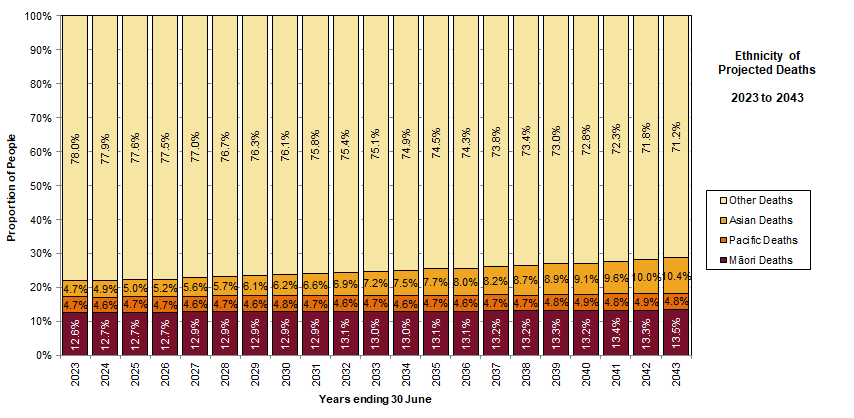 Ethnicity of
Projected Deaths
2023 to 2043
100%
90%
80%
70%
60%
50%
40%
30%
20%
10%
0%
Proportion of People
78.0% 77.9% 77.6% 77.5% 77.0% 76.7% 76.3% 76.1% 75.8% 75.4% 75.1% 74.9% 74.5% 74.3% 73.8% 73.4% 73.0% 72.8% 72.3% 71.8% 71.2%
4.7% 4.9% 5.0% 5.2% 5.6% 5.7% 6.1% 6.2% 6.6% 6.9% 7.2% 7.5% 7.7% 8.0% 8.2% 8.7% 8.9% 9.1% 9.6% 10.0% 10.4%
4.7% 4.6% 4.7% 4.7% 4.6% 4.7% 4.6% 4.8% 4.7% 4.6% 4.7% 4.6% 4.7% 4.6% 4.7% 4.7% 4.8% 4.9% 4.8% 4.9% 4.8%
12.6% 12.7% 12.7% 12.7% 12.9% 12.9% 12.9% 12.9% 12.9% 13.1% 13.0% 13.0% 13.1% 13.1% 13.2% 13.2% 13.3% 13.2% 13.4% 13.3% 13.5%
2023 2024 2025 2026 2027 2028 2029 2030 2031 2032 2033 2034 2035 2036 2037 2038 2039 2040 2041 2042 2043
Years ending 30 June
Other Deaths
Asian Deaths
Pacific Deaths
Māori Deaths